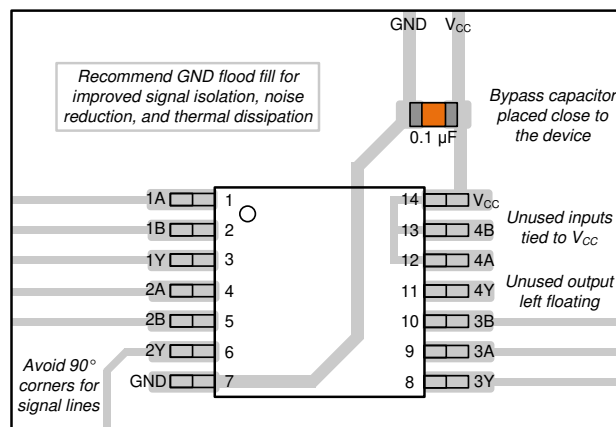 GND VCC
Recommend GND flood fill for
improved signal isolation, noise
reduction, and thermal dissipation
Bypass capacitor
placed close to
the device
0.1 µF
1A 1 14 VCC
1B 2 13 4B
1Y 3 12 4A
2A 4 11 4Y
2B 5 10 3B
2Y 6 9 3A
GND 7 8 3Y
Unused inputs
tied to VCC
Unused output
left floating
Avoid 90°
corners for
signal lines